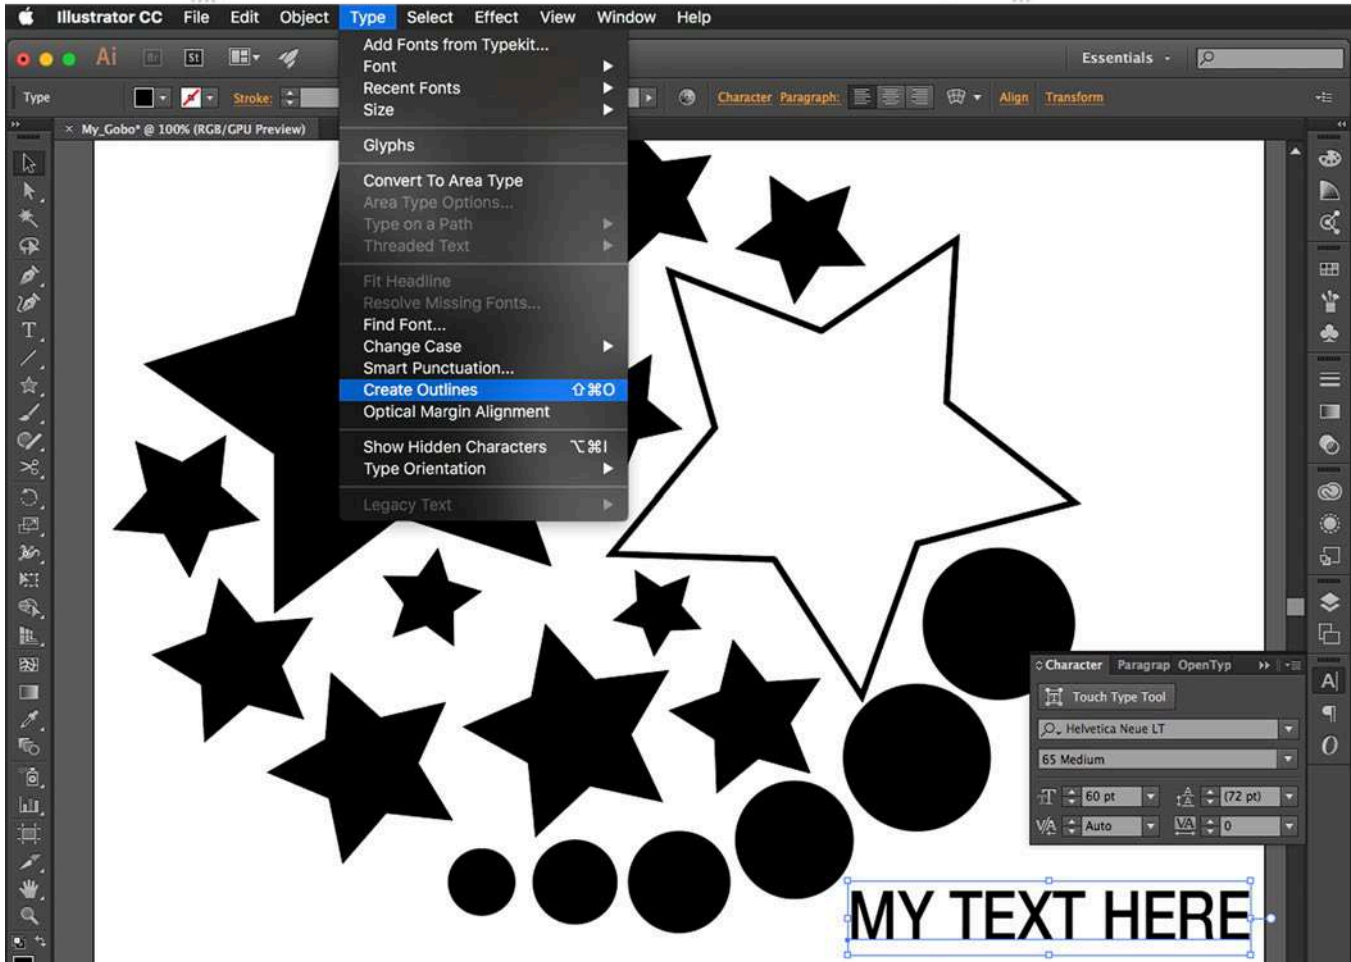 Illustrator CC File Edit Object Type Select Effect View Window Help
Ai Br St Essentials
Type Stroke: Character Paragraph: Align Transform
× My_Gobo* @ 100% (RGB/GPU Preview)
Add Fonts from Typekit...
Font
Recent Fonts
Size
Glyphs
Convert To Area Type
Area Type Options...
Type on a Path
Threaded Text
Fit Headline
Resolve Missing Fonts...
Find Font...
Change Case
Smart Punctuation...
Create Outlines ⇧⌘O
Optical Margin Alignment
Show Hidden Characters ⌥⌘I
Type Orientation
Legacy Text
Character Paragrap OpenTyp
Touch Type Tool
Helvetica Neue LT
65 Medium
60 pt (72 pt)
Auto 0
MY TEXT HERE